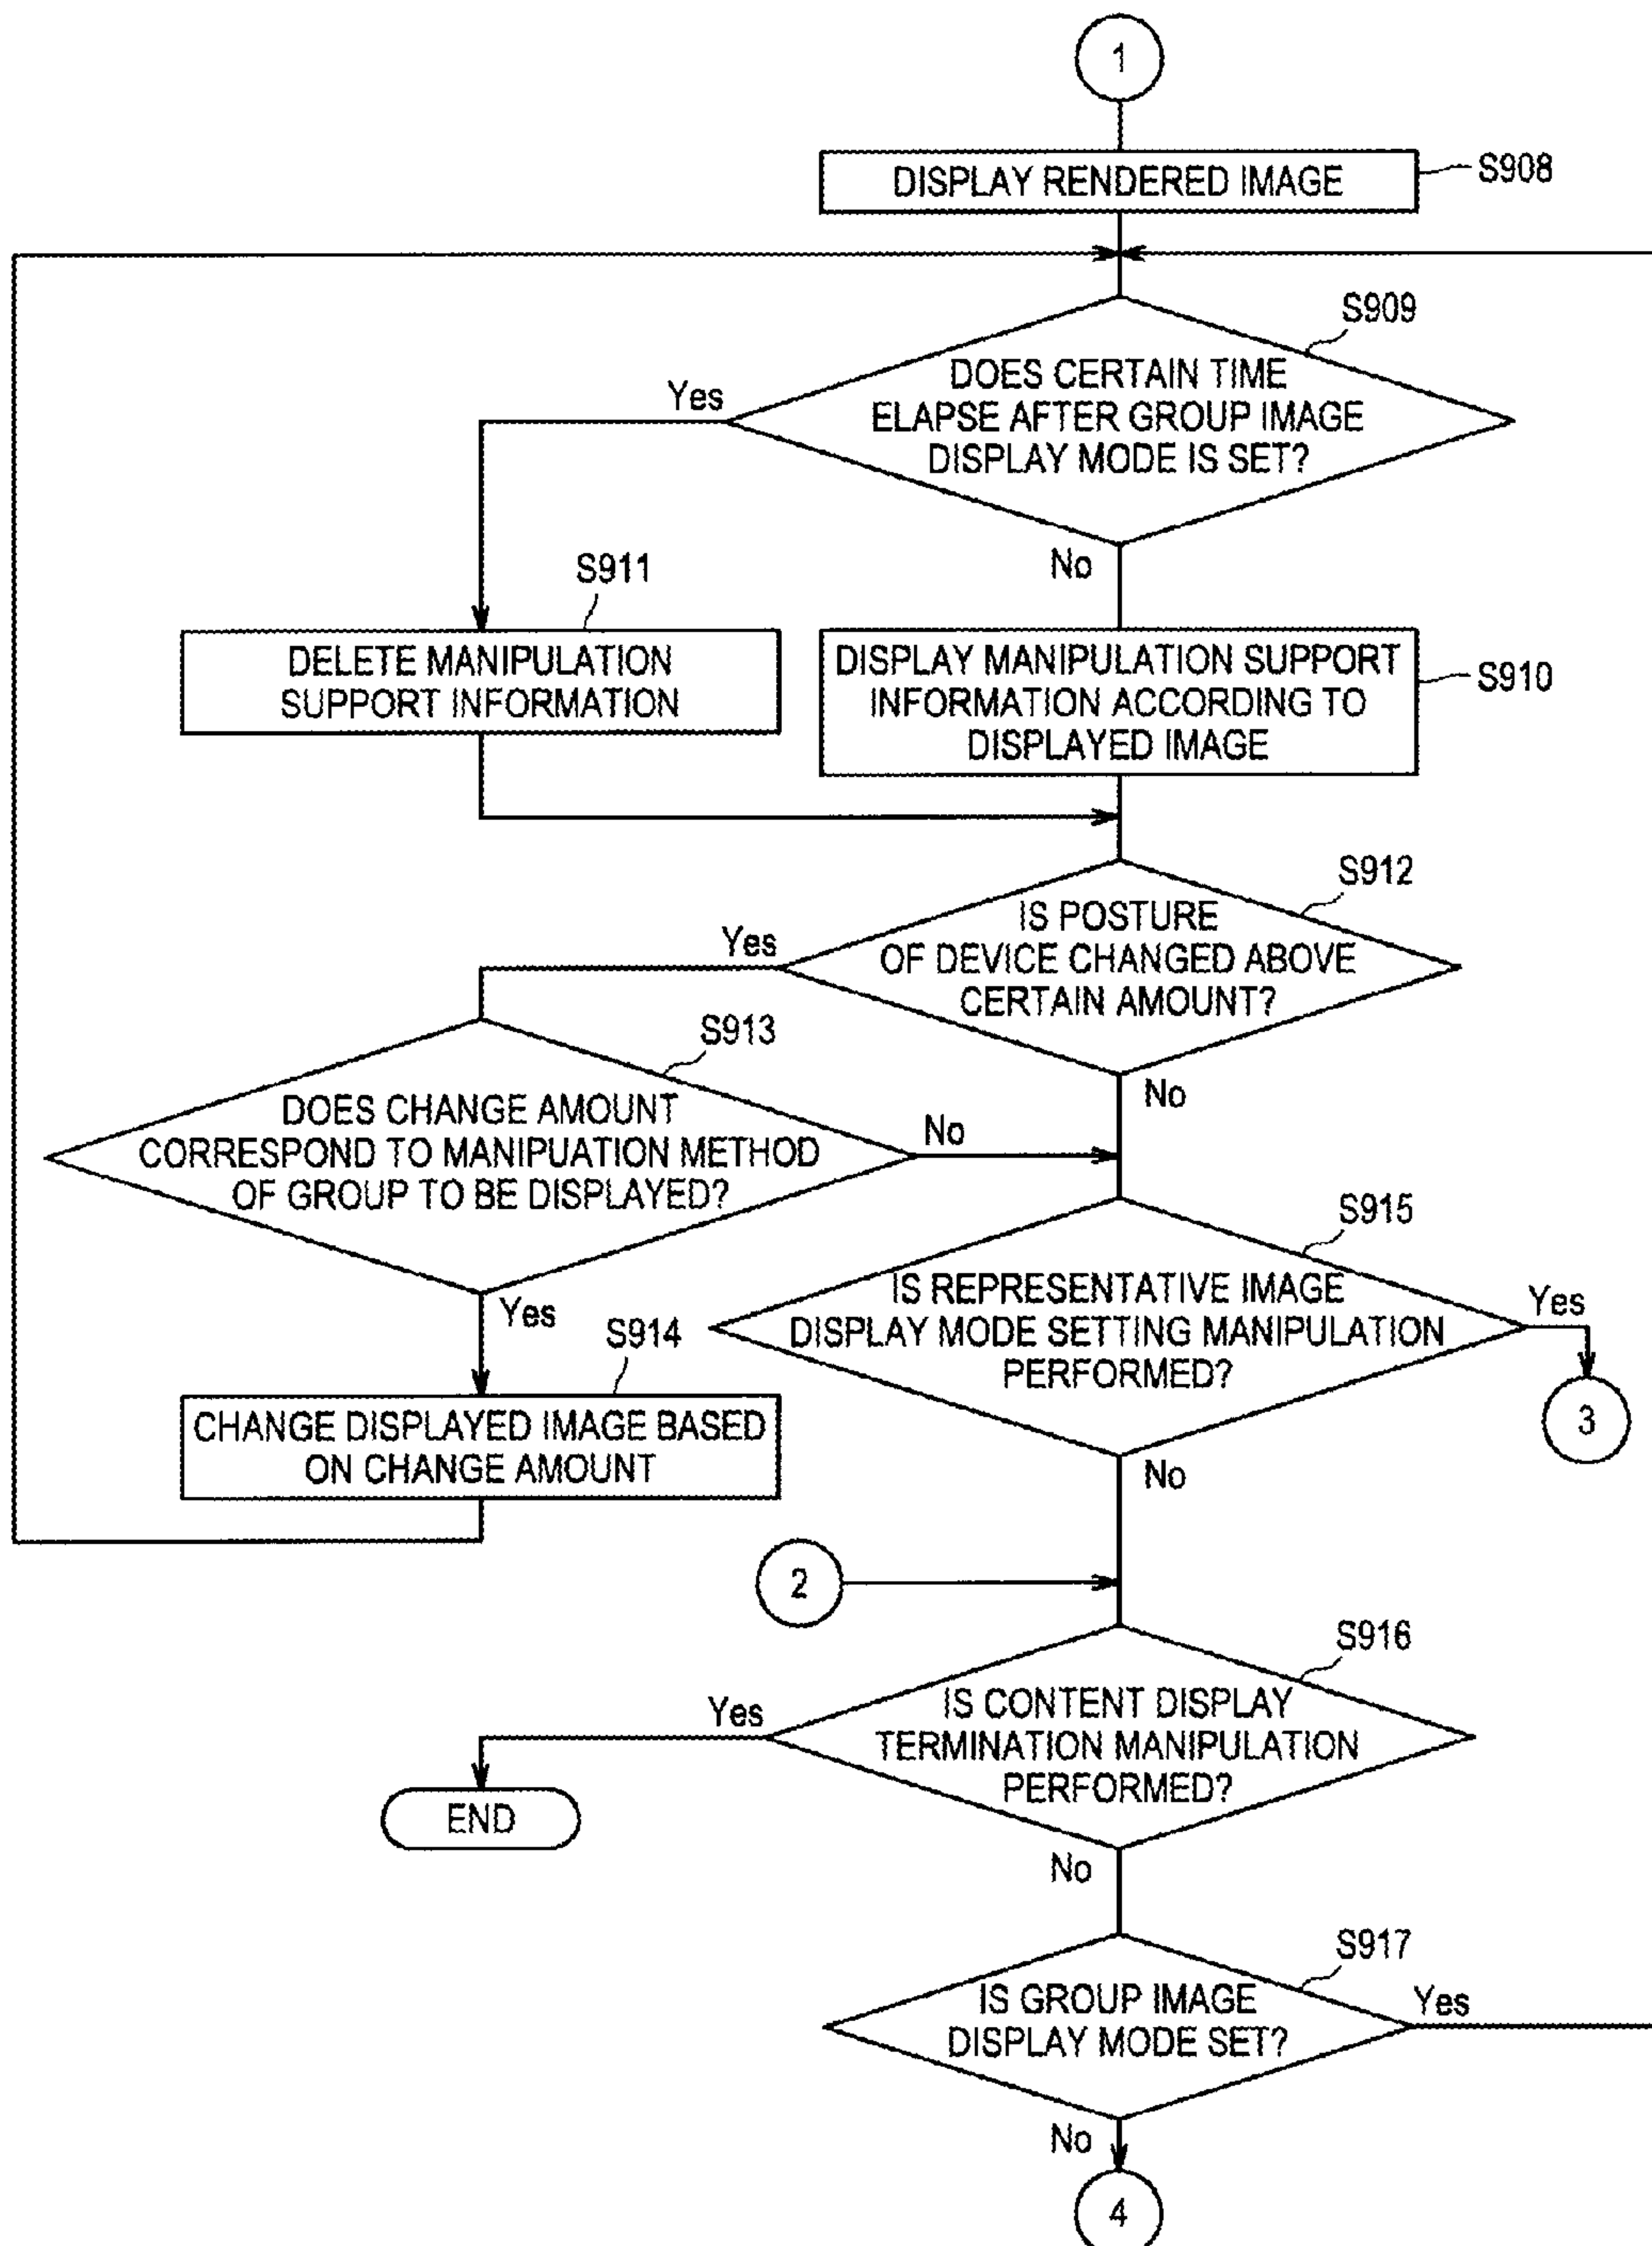 1
DISPLAY RENDERED IMAGE
S908
S909
DOES CERTAIN TIME
ELAPSE AFTER GROUP IMAGE
DISPLAY MODE IS SET?
Yes
No
S911
DELETE MANIPULATION
SUPPORT INFORMATION
DISPLAY MANIPULATION SUPPORT
INFORMATION ACCORDING TO
DISPLAYED IMAGE
S910
S912
IS POSTURE
OF DEVICE CHANGED ABOVE
CERTAIN AMOUNT?
Yes
No
S913
DOES CHANGE AMOUNT
CORRESPOND TO MANIPUATION METHOD
OF GROUP TO BE DISPLAYED?
No
Yes
S914
CHANGE DISPLAYED IMAGE BASED
ON CHANGE AMOUNT
S915
IS REPRESENTATIVE IMAGE
DISPLAY MODE SETTING MANIPULATION
PERFORMED?
Yes
3
No
2
S916
IS CONTENT DISPLAY
TERMINATION MANIPULATION
PERFORMED?
Yes
END
No
S917
IS GROUP IMAGE
DISPLAY MODE SET?
Yes
No
4